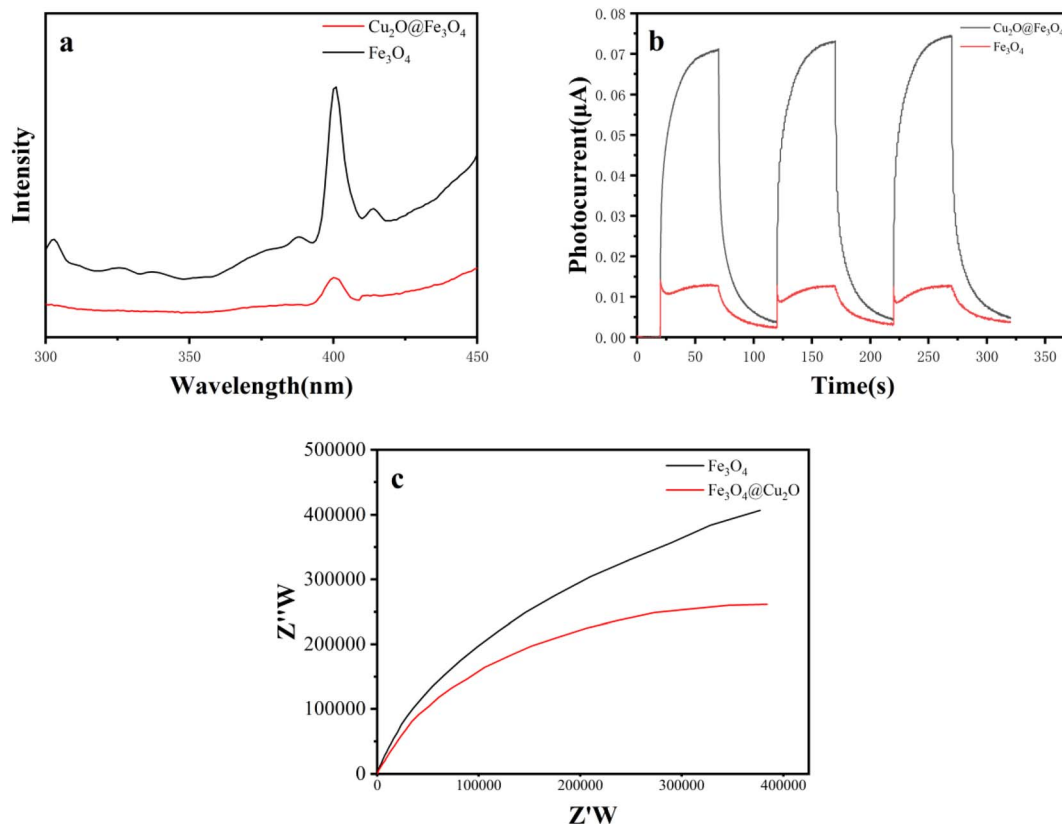 a
Cu₂O@Fe₃O₄
Fe₃O₄
Intensity
300
350
400
450
Wavelength(nm)
b
Cu₂O@Fe₃O₄
Fe₃O₄
Photocurrent(μA)
0.08
0.07
0.06
0.05
0.04
0.03
0.02
0.01
0.00
0
50
100
150
200
250
300
350
Time(s)
c
Fe₃O₄
Fe₃O₄@Cu₂O
Z''W
500000
400000
300000
200000
100000
0
0
100000
200000
300000
400000
Z'W